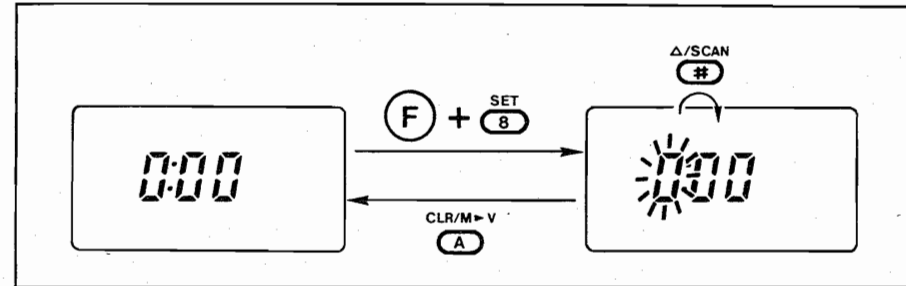 △/SCAN
#
F + SET
8
0:00
0:00
CLR/M►V
A